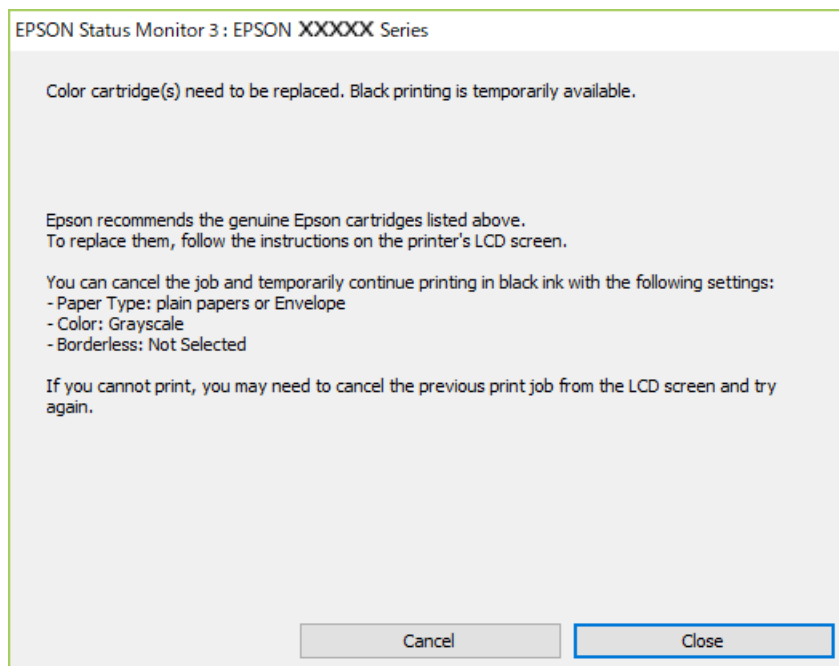 EPSON Status Monitor 3 : EPSON XXXXX Series
Color cartridge(s) need to be replaced. Black printing is temporarily available.
Epson recommends the genuine Epson cartridges listed above.
To replace them, follow the instructions on the printer's LCD screen.
You can cancel the job and temporarily continue printing in black ink with the following settings:
- Paper Type: plain papers or Envelope
- Color: Grayscale
- Borderless: Not Selected
If you cannot print, you may need to cancel the previous print job from the LCD screen and try
again.
Cancel
Close